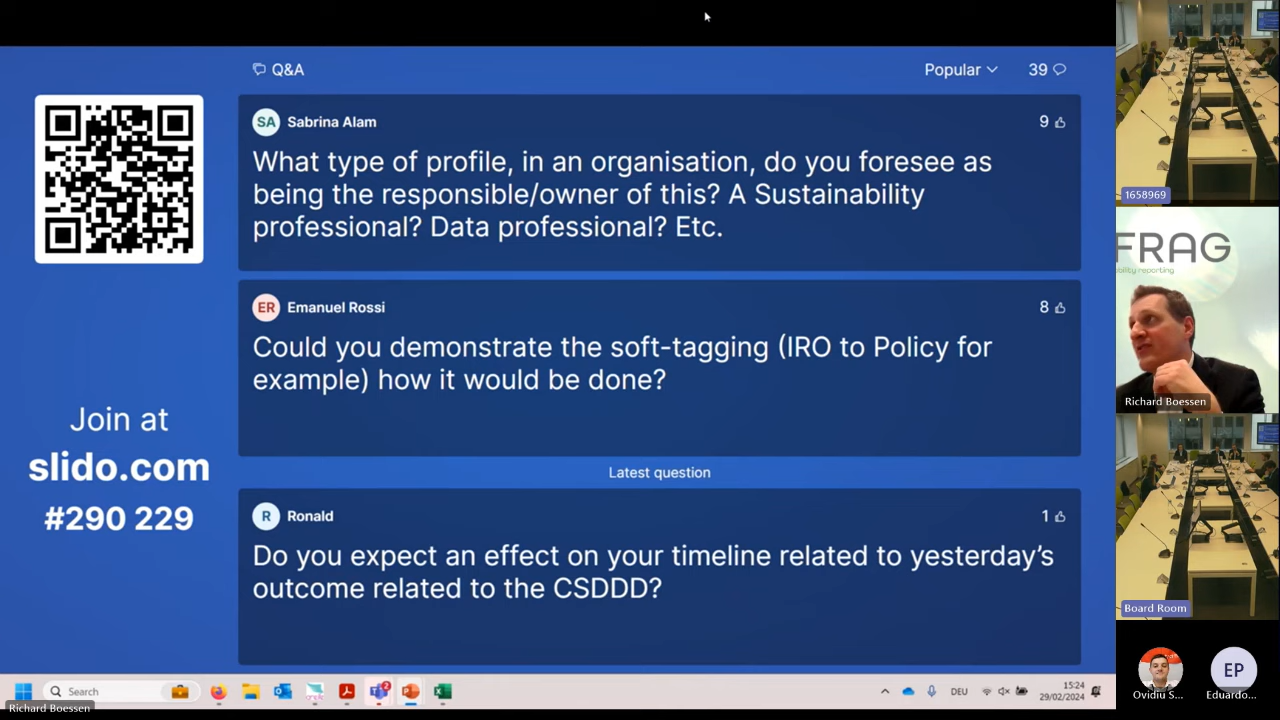 Q&A
Popular
39
SA
Sabrina Alam
9
What type of profile, in an organisation, do you foresee as
being the responsible/owner of this? A Sustainability
professional? Data professional? Etc.
ER
Emanuel Rossi
8
Could you demonstrate the soft-tagging (IRO to Policy for
example) how it would be done?
Latest question
R
Ronald
1
Do you expect an effect on your timeline related to yesterday's
outcome related to the CSDDD?
Join at
slido.com
#290 229
Search
2
DEU
15:24
29/02/2024
Richard Boessen
1658969
FRAG
bility reporting
Richard Boessen
Board Room
EP
Ovidiu S...
Eduardo...